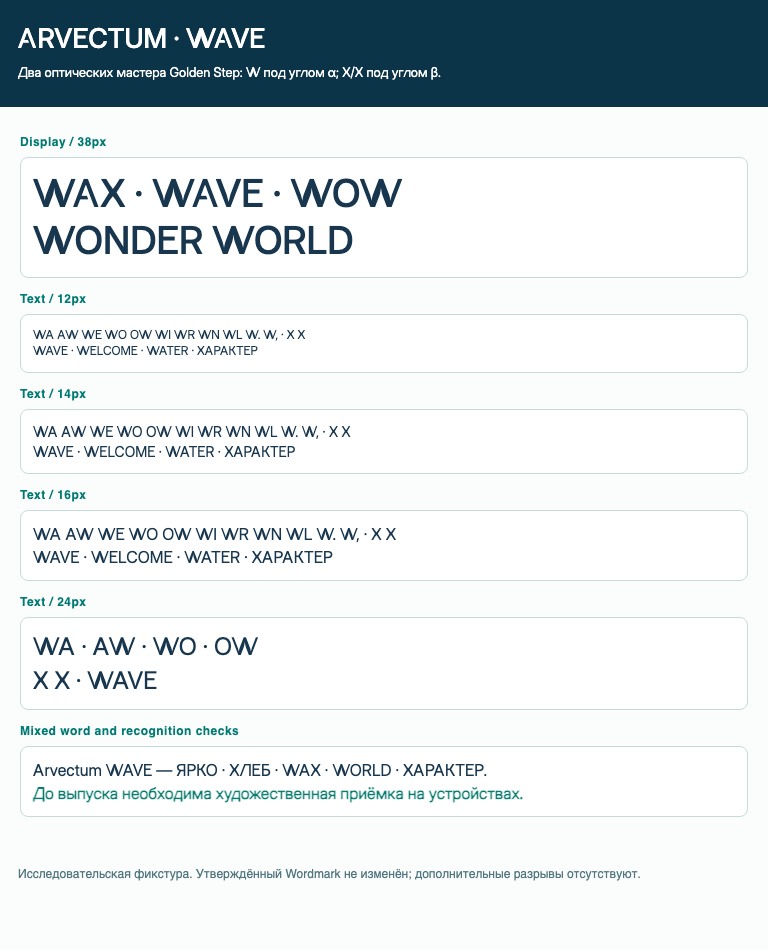 ARVECTUM · WAVE
Два оптических мастера Golden Step: W под углом α; X/Х под углом β.
Display / 38px
WAX · WAVE · WOW
WONDER WORLD
Text / 12px
WA AW WE WO OW WI WR WN WL W. W, · X Х
WAVE · WELCOME · WATER · ХАРАКТЕР
Text / 14px
WA AW WE WO OW WI WR WN WL W. W, · X Х
WAVE · WELCOME · WATER · ХАРАКТЕР
Text / 16px
WA AW WE WO OW WI WR WN WL W. W, · X Х
WAVE · WELCOME · WATER · ХАРАКТЕР
Text / 24px
WA · AW · WO · OW
X Х · WAVE
Mixed word and recognition checks
Arvectum WAVE — ЯРКО · ХЛЕБ · WAX · WORLD · ХАРАКТЕР.
До выпуска необходима художественная приёмка на устройствах.
Исследовательская фикстура. Утверждённый Wordmark не изменён; дополнительные разрывы отсутствуют.